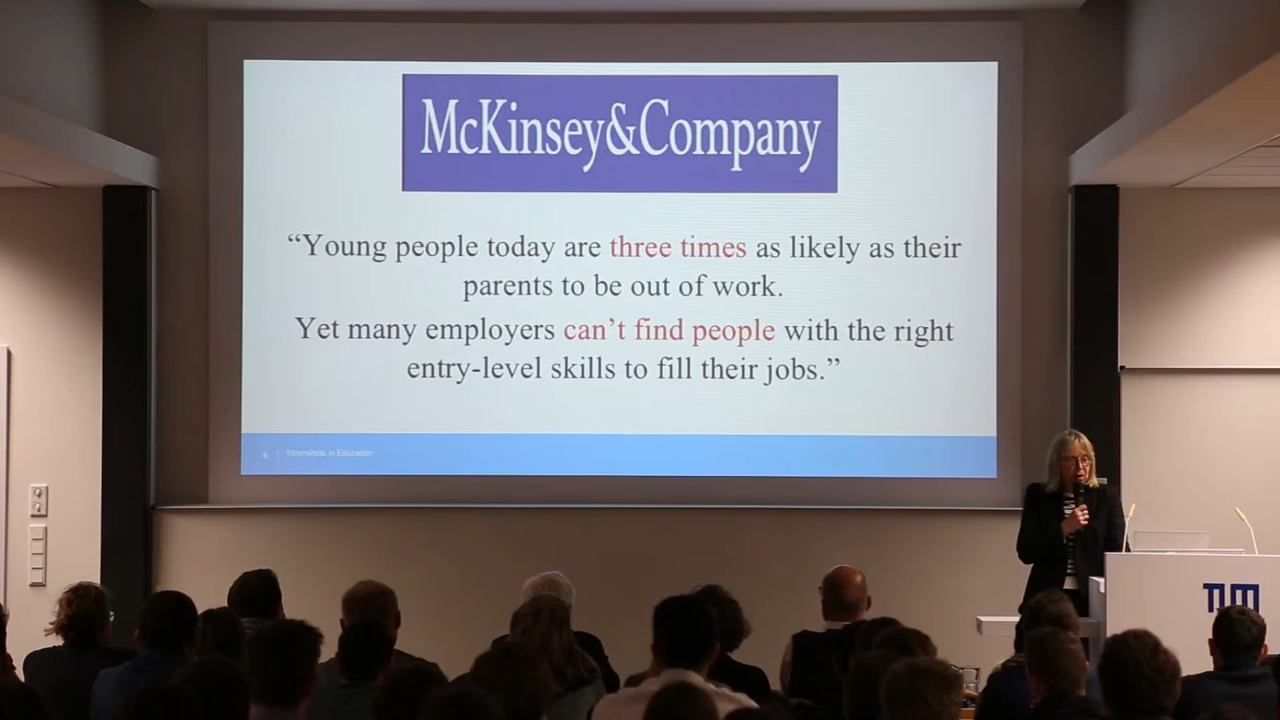 McKinsey&Company
“Young people today are three times as likely as their
parents to be out of work.
Yet many employers can’t find people with the right
entry-level skills to fill their jobs.”
6 | Moonshots in Education
TUM